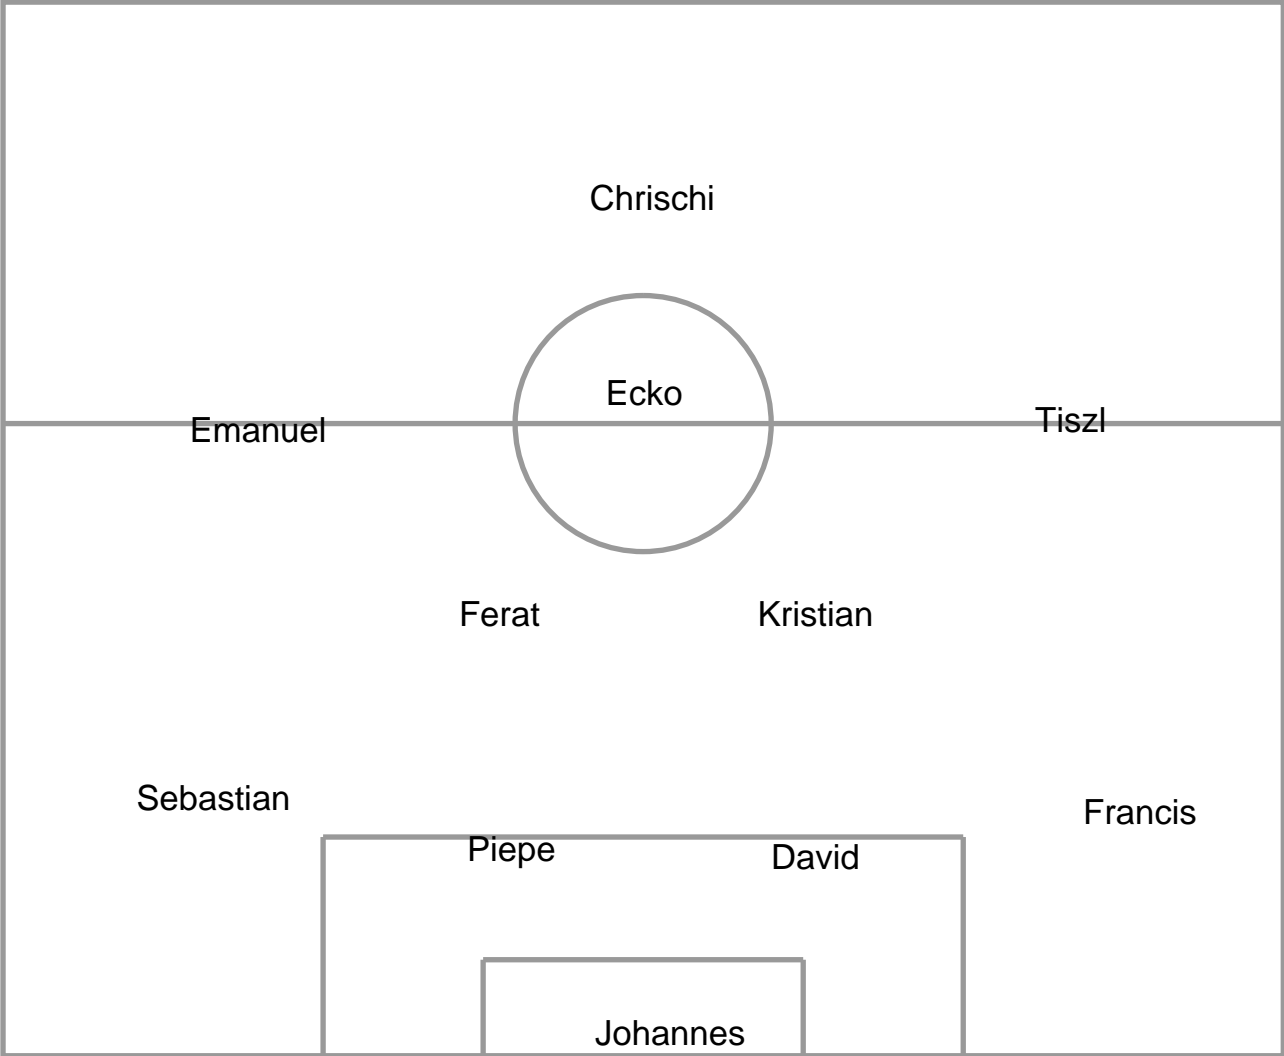 Chrischi
Ecko
Emanuel
Tiszl
Ferat
Kristian
Sebastian
Francis
Piepe
David
Johannes